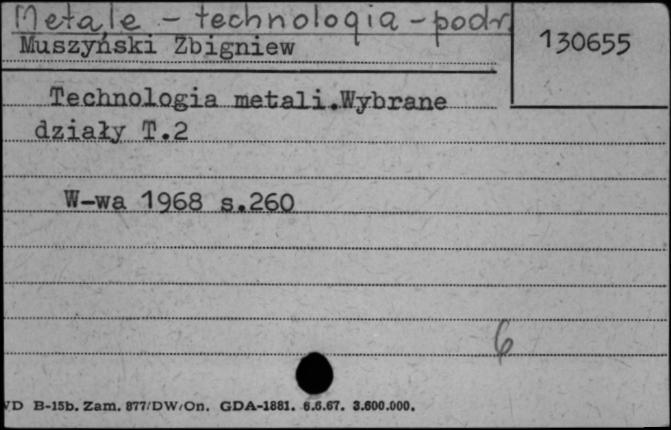 Metale - technologia - podr.
130655
Muszyński Zbigniew
Technologia metali.Wybrane
działy T.2
W-wa 1968 s.260
6
D B-15b. Zam. 877/DW/On. GDA-1881. 6.6.67. 3.600.000.